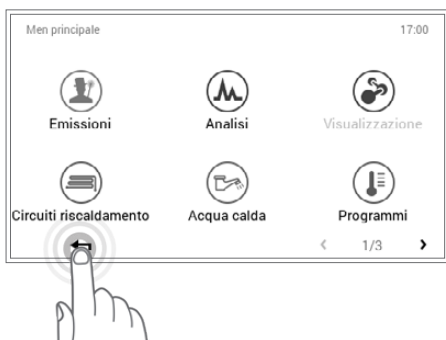 Men principale 17:00
Emissioni Analisi Visualizzazione
Circuiti riscaldamento Acqua calda Programmi
1/3